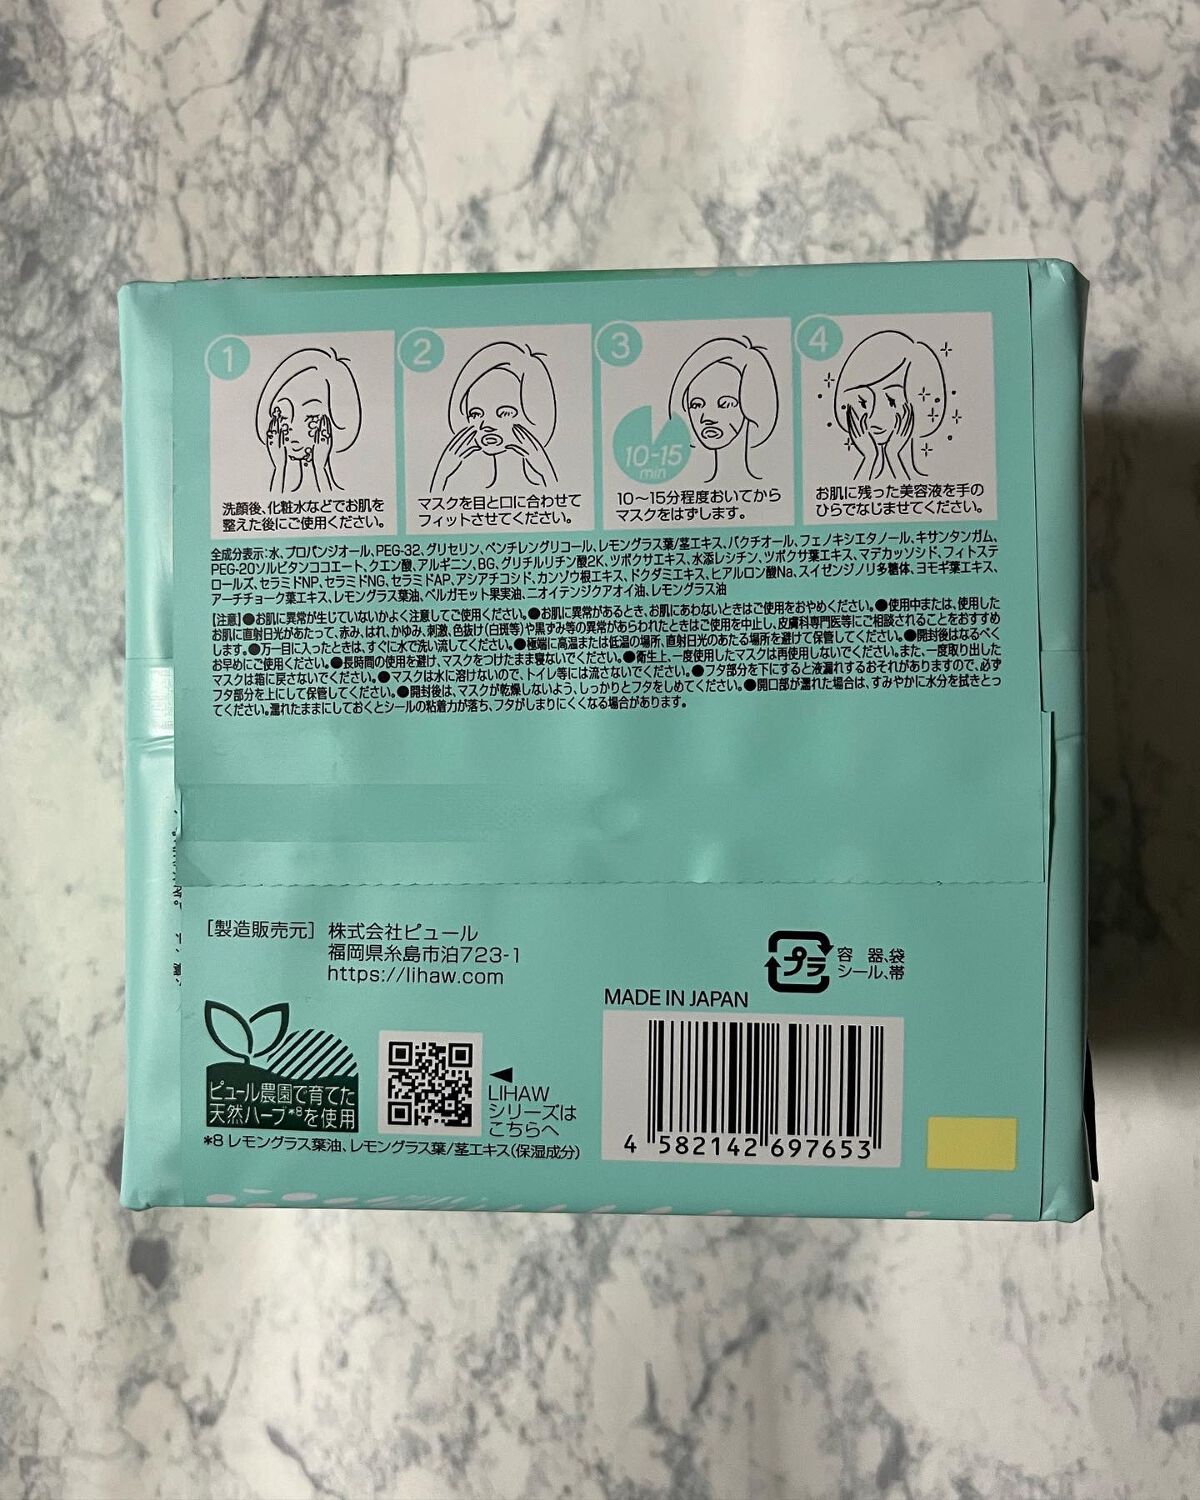 1
洗顔後、化粧水などでお肌を
整えた後にご使用ください。
2
マスクを目と口に合わせて
フィットさせてください。
3
10-15
min
10〜15分程度おいてから
マスクをはずします。
4
お肌に残った美容液を手の
ひらでなじませてください。
全成分表示:水、プロパンジオール、PEG-32、グリセリン、ペンチレングリコール、レモングラス葉/茎エキス、バクチオール、フェノキシエタノール、キサンタンガム、
PEG-20ソルビタンココエート、クエン酸、アルギニン、BG、グリチルリチン酸2K、ツボクサエキス、水添レシチン、ツボクサ葉エキス、マデカッソシド、フィトステ
ロールズ、セラミドNP、セラミドNG、セラミドAP、アシアチコシド、カンゾウ根エキス、ドクダミエキス、ヒアルロン酸Na、スイゼンジノリ多糖体、ヨモギ葉エキス、
アーチチョーク葉エキス、レモングラス葉油、ベルガモット果実油、ニオイテンジクアオイ油、レモングラス油
【注意】●お肌に異常が生じていないかよく注意してご使用ください。●お肌に異常があるとき、お肌にあわないときはご使用をおやめください。●使用中または、使用した
お肌に直射日光があたって、赤み、はれ、かゆみ、刺激、色抜け(白斑等)や黒ずみ等の異常があらわれたときはご使用を中止し、皮膚科専門医等にご相談されることをおすすめ
します。●万一目に入ったときは、すぐに水で洗い流してください。●極端に高温または低温の場所、直射日光のあたる場所を避けて保管してください。●開封後はなるべく
お早めにご使用ください。●長時間の使用を避け、マスクをつけたまま寝ないでください。●衛生上、一度使用したマスクは再使用しないでください。また、一度取り出した
マスクは箱に戻さないでください。●マスクは水に溶けないので、トイレ等には流さないでください。●フタ部分を下にすると液漏れするおそれがありますので、必ず
フタ部分を上にして保管してください。●開封後は、マスクが乾燥しないよう、しっかりとフタをしめてください。●開口部が濡れた場合は、すみやかに水分を拭きとっ
てください。濡れたままにしておくとシールの粘着力が落ち、フタがしまりにくくなる場合があります。
[製造販売元] 株式会社ピュール
福岡県糸島市泊723-1
https://lihaw.com
プラ
容 器、袋
シール、帯
MADE IN JAPAN
ピュール農園で育てた
天然ハーブ*8を使用
LIHAW
シリーズは
こちらへ
4 582142 697653
*8 レモングラス葉油、レモングラス葉/茎エキス(保湿成分)